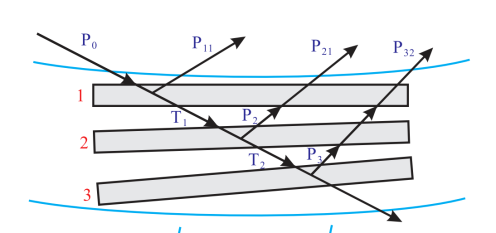 P₀ P₁₁ P₂₁ P₃₂
1
T₁ P₂
2
T₂ P₃
3